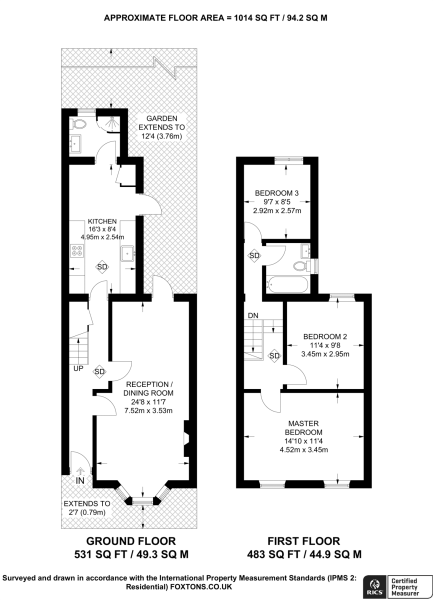 APPROXIMATE FLOOR AREA = 1014 SQ FT / 94.2 SQ M
GARDEN
EXTENDS TO
12'4 (3.76m)
KITCHEN
16'3 x 8'4
4.95m x 2.54m
SD
UP
SD
RECEPTION /
DINING ROOM
24'8 x 11'7
7.52m x 3.53m
IN
EXTENDS TO
2'7 (0.79m)
BEDROOM 3
9'7 x 8'5
2.92m x 2.57m
SD
DN
SD
BEDROOM 2
11'4 x 9'8
3.45m x 2.95m
MASTER
BEDROOM
14'10 x 11'4
4.52m x 3.45m
GROUND FLOOR
531 SQ FT / 49.3 SQ M
FIRST FLOOR
483 SQ FT / 44.9 SQ M
Surveyed and drawn in accordance with the International Property Measurement Standards (IPMS 2:
Residential) FOXTONS.CO.UK
RICS
Certified
Property
Measurer